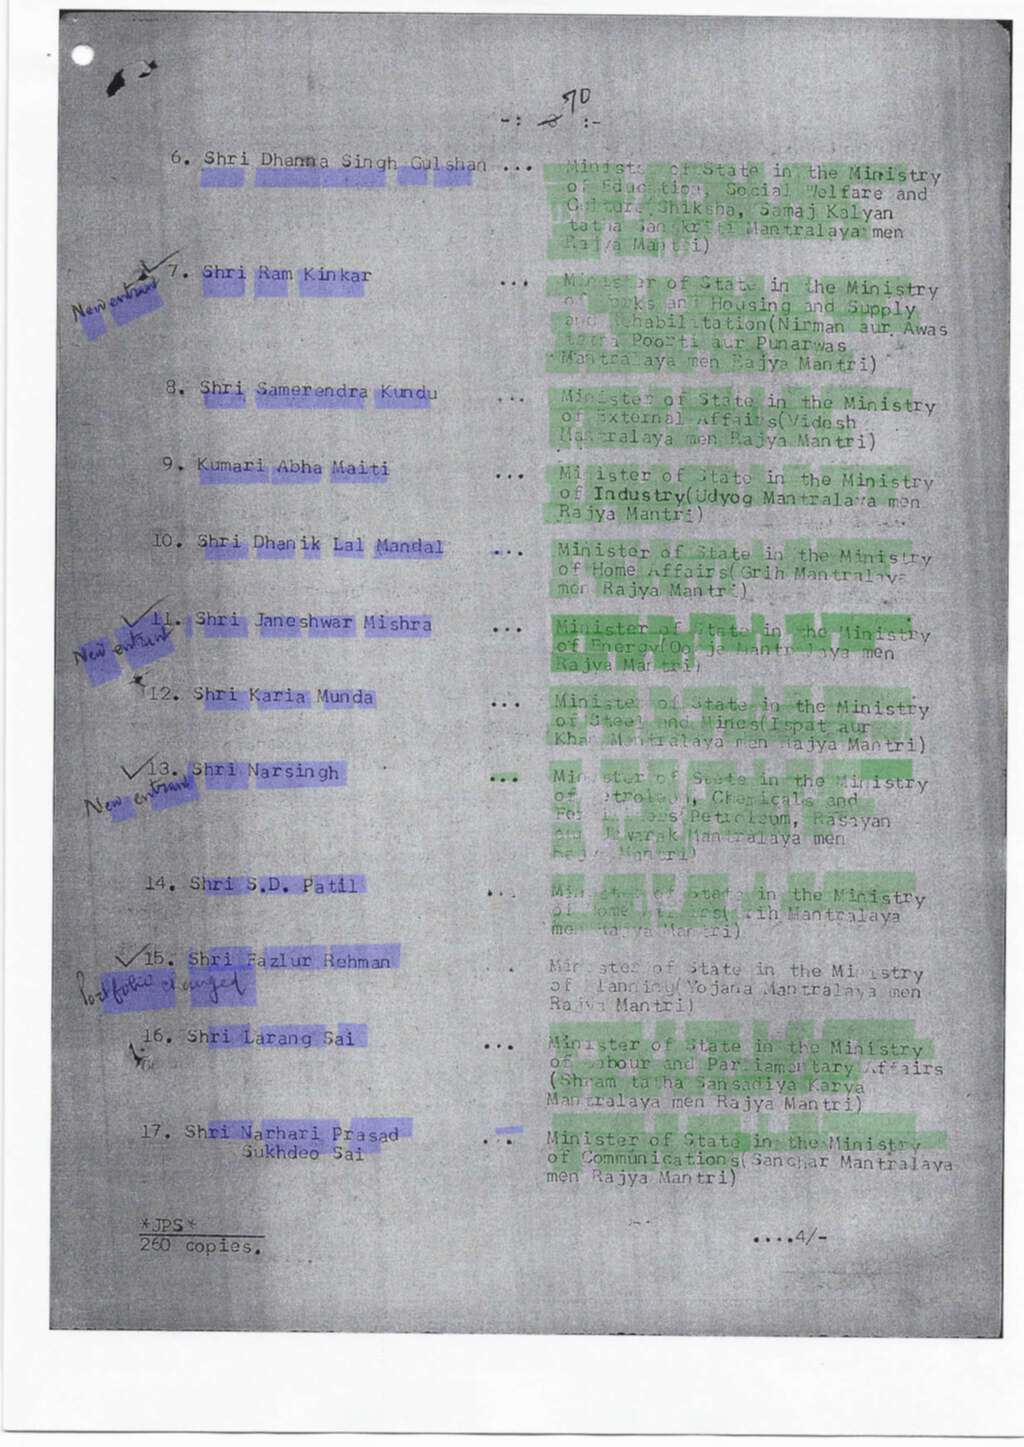 70
-: 3 :-
6. Shri Dhanna Singh Gulshan ... Minister of State in the Ministry
of Education, Social Welfare and
Culture(Shiksha, Samaj Kalyan
tatha Sanskriti Mantralaya men
Rajya Mantri)
New entrant
7. Shri Ram Kinkar ... Minister of State in the Ministry
of Works and Housing and Supply
and Rehabilitation(Nirman aur Awas
tatha Poorti aur Punarwas
Mantralaya men Rajya Mantri)
8. Shri Samerendra Kundu ... Minister of State in the Ministry
of External Affairs(Videsh
Mantralaya men Rajya Mantri)
9. Kumari Abha Maiti ... Minister of State in the Ministry
of Industry(Udyog Mantralaya men
Rajya Mantri)
10. Shri Dhanik Lal Mandal ... Minister of State in the Ministry
of Home Affairs(Grih Mantralaya
men Rajya Mantri)
New entrant
11. Shri Janeshwar Mishra ... Minister of State in the Ministry
of Energy(Oorja Mantralaya men
Rajya Mantri)
12. Shri Karia Munda ... Minister of State in the Ministry
of Steel and Mines(Ispat aur
Khan Mantralaya men Rajya Mantri)
New entrant
13. Shri Narsingh ... Minister of State in the Ministry
of Petroleum, Chemicals and
Petroleum, Rasayan
Mantralaya men
Rajya Mantri)
14. Shri S.D. Patil ... Minister of State in the Ministry
of Home Affairs(Grih Mantralaya
men Rajya Mantri)
Portfolio changed
15. Shri Fazlur Rehman . . Minister of State in the Ministry
of Planning(Yojana Mantralaya men
Rajya Mantri)
16. Shri Larang Sai ... Minister of State in the Ministry
of Labour and Parliamentary Affairs
(Shram tatha Sansadiya Karya
Mantralaya men Rajya Mantri)
17. Shri Narhari Prasad ... Minister of State in the Ministry
Sukhdeo Sai of Communications(Sanchar Mantralaya
men Rajya Mantri)
*JPS*
260 copies.
....4/-